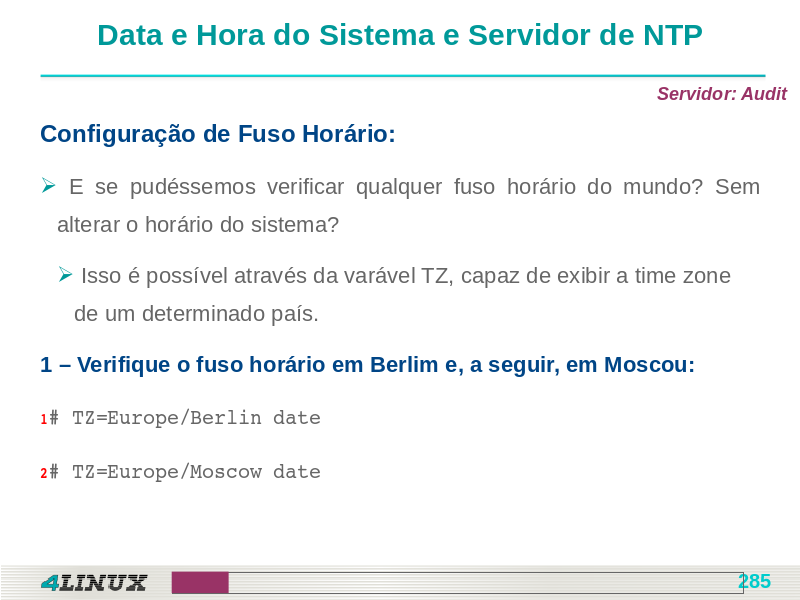 Data e Hora do Sistema e Servidor de NTP
Servidor: Audit
Configuração de Fuso Horário:
➢ E se pudéssemos verificar qualquer fuso horário do mundo? Sem
alterar o horário do sistema?
➢ Isso é possível através da varável TZ, capaz de exibir a time zone
de um determinado país.
1 – Verifique o fuso horário em Berlim e, a seguir, em Moscou:
1# TZ=Europe/Berlin date
2# TZ=Europe/Moscow date
4LINUX
285